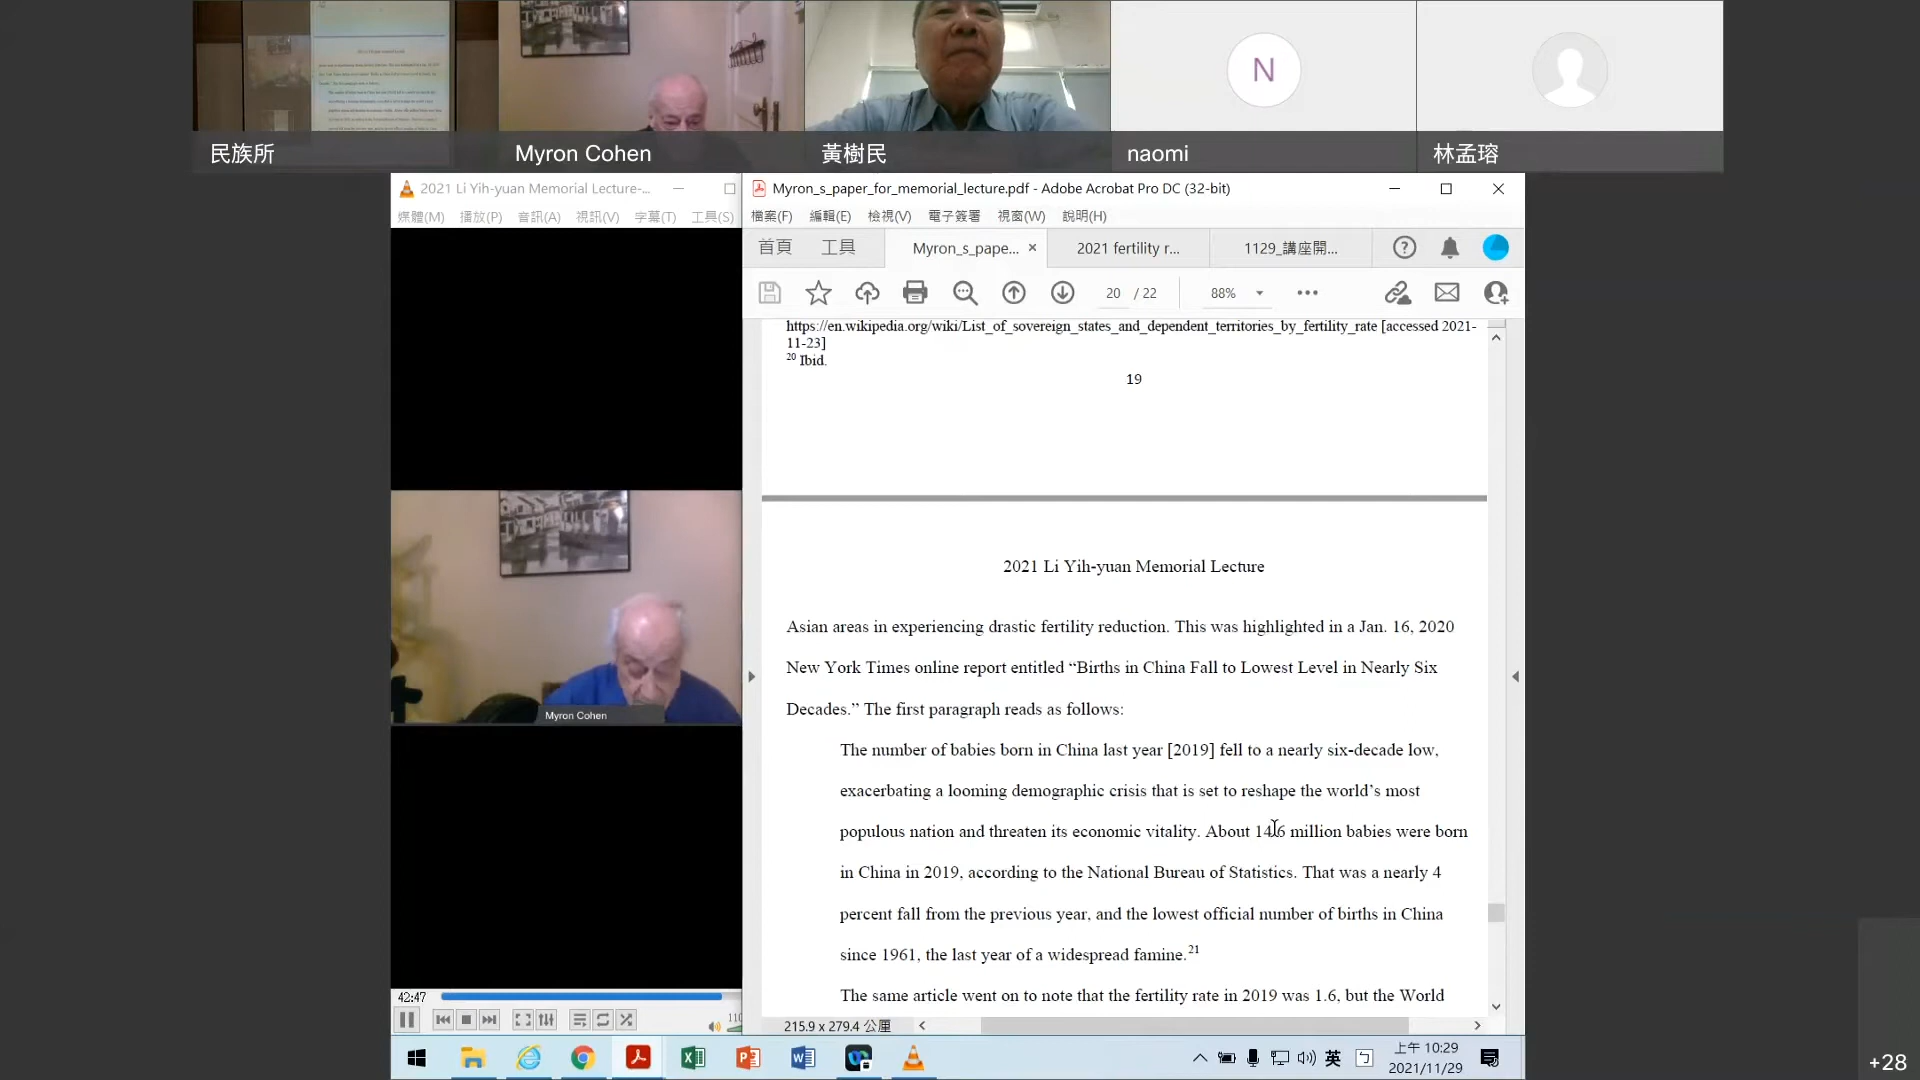 民族所
Myron Cohen
黃樹民
N
naomi
林孟瑢
2021 Li Yih-yuan Memorial Lecture-...
媒體(M) 播放(P) 音訊(A) 視訊(V) 字幕(T) 工具(S)
Myron Cohen
42:47
110
Myron_s_paper_for_memorial_lecture.pdf - Adobe Acrobat Pro DC (32-bit)
檔案(F) 編輯(E) 檢視(V) 電子簽署 視窗(W) 說明(H)
首頁 工具 Myron_s_pape... 2021 fertility r... 1129_講座開...
20 / 22 88%
https://en.wikipedia.org/wiki/List_of_sovereign_states_and_dependent_territories_by_fertility_rate [accessed 2021-
11-23]
20 Ibid.
19
2021 Li Yih-yuan Memorial Lecture
Asian areas in experiencing drastic fertility reduction. This was highlighted in a Jan. 16, 2020
New York Times online report entitled “Births in China Fall to Lowest Level in Nearly Six
Decades.” The first paragraph reads as follows:
The number of babies born in China last year [2019] fell to a nearly six-decade low,
exacerbating a looming demographic crisis that is set to reshape the world’s most
populous nation and threaten its economic vitality. About 14.6 million babies were born
in China in 2019, according to the National Bureau of Statistics. That was a nearly 4
percent fall from the previous year, and the lowest official number of births in China
since 1961, the last year of a widespread famine.21
The same article went on to note that the fertility rate in 2019 was 1.6, but the World
215.9 x 279.4 公厘
英
上午 10:29
2021/11/29
+28